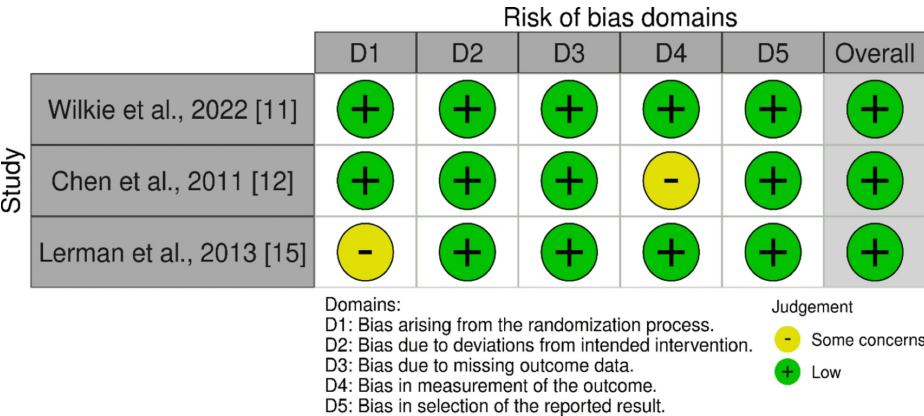 Risk of bias domains
D1 D2 D3 D4 D5 Overall
Study
Wilkie et al., 2022 [11] + + + + + +
Chen et al., 2011 [12] + + + - + +
Lerman et al., 2013 [15] - + + + + +
Domains:
D1: Bias arising from the randomization process.
D2: Bias due to deviations from intended intervention.
D3: Bias due to missing outcome data.
D4: Bias in measurement of the outcome.
D5: Bias in selection of the reported result.
Judgement
- Some concerns
+ Low